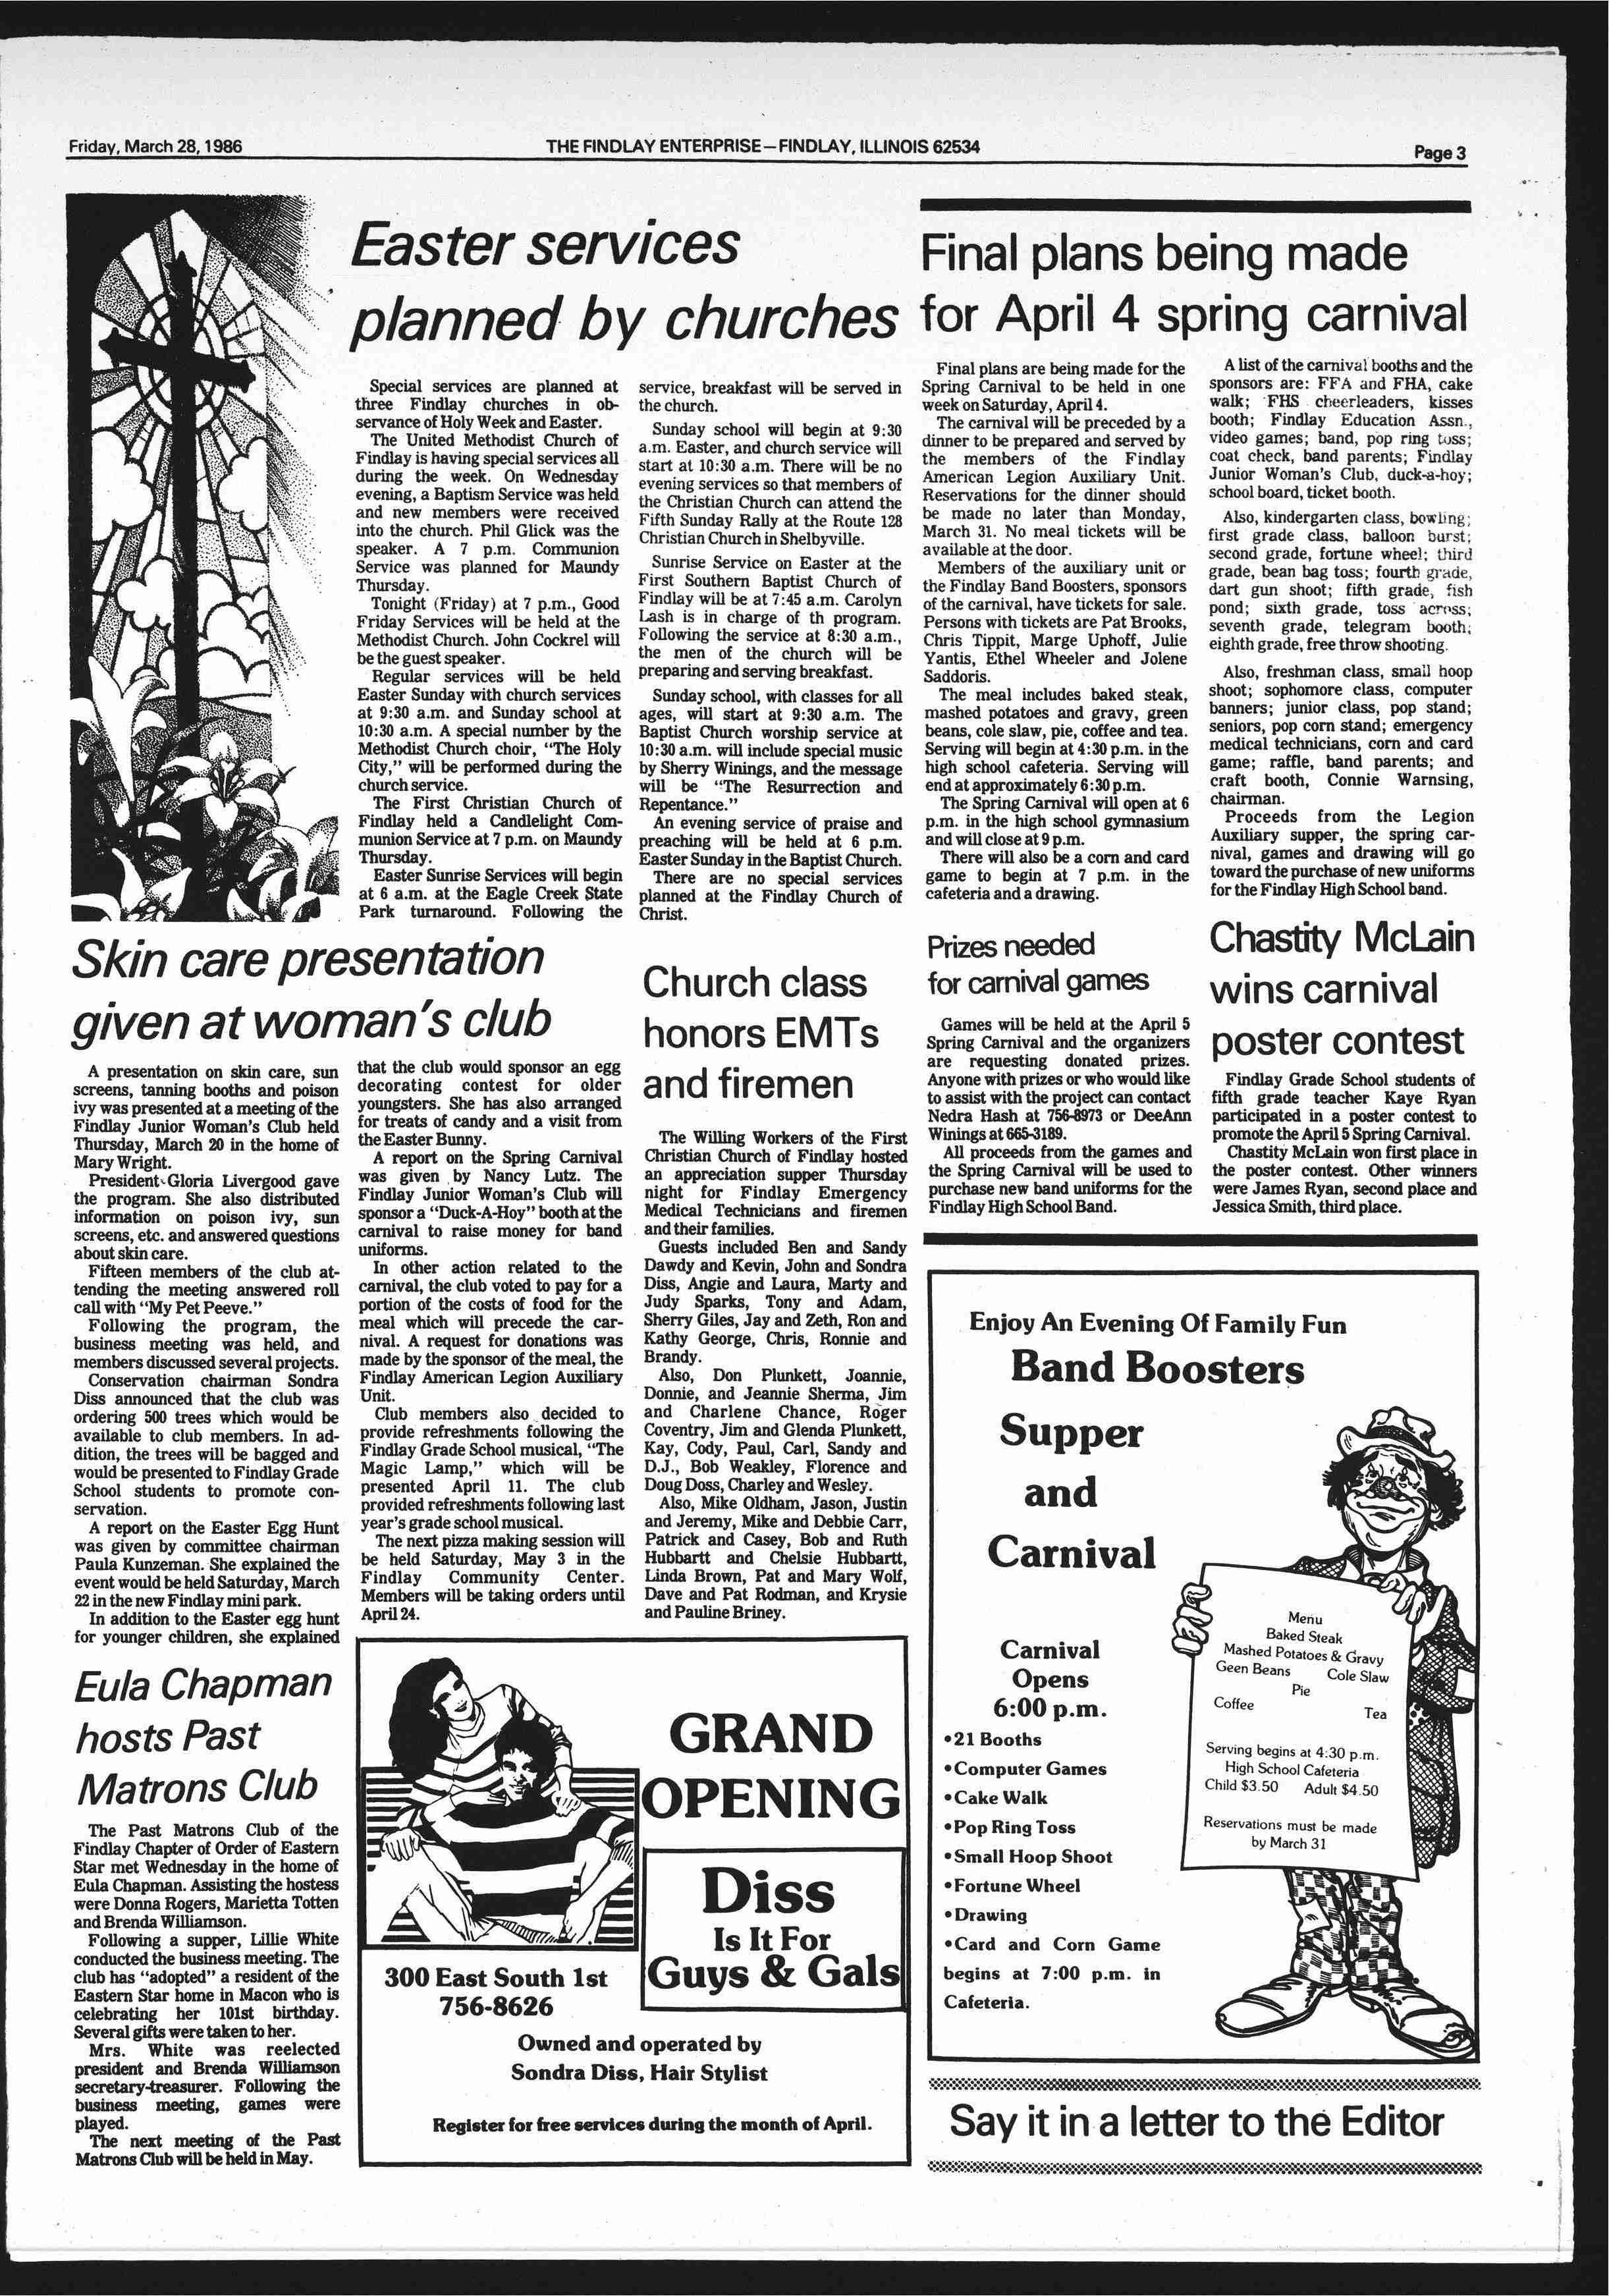 Friday, March 28, 1986
THE FINDLAY ENTERPRISE—FINDLAY, ILLINOIS 62534
Page 3
Easter services
planned by churches
Special services are planned at
three Findlay churches in ob-
servance of Holy Week and Easter.
The United Methodist Church of
Findlay is having special services all
during the week. On Wednesday
evening, a Baptism Service was held
and new members were received
into the church. Phil Glick was the
speaker. A 7 p.m. Communion
Service was planned for Maundy
Thursday.
Tonight (Friday) at 7 p.m., Good
Friday Services will be held at the
Methodist Church. John Cockrel will
be the guest speaker.
Regular services will be held
Easter Sunday with church services
at 9:30 a.m. and Sunday school at
10:30 a.m. A special number by the
Methodist Church choir, "The Holy
City," will be performed during the
church service.
The First Christian Church of
Findlay held a Candlelight Com-
munion Service at 7 p.m. on Maundy
Thursday.
Easter Sunrise Services will begin
at 6 a.m. at the Eagle Creek State
Park turnaround. Following the
service, breakfast will be served in
the church.
Sunday school will begin at 9:30
a.m. Easter, and church service will
start at 10:30 a.m. There will be no
evening services so that members of
the Christian Church can attend the
Fifth Sunday Rally at the Route 128
Christian Church in Shelbyville.
Sunrise Service on Easter at the
First Southern Baptist Church of
Findlay will be at 7:45 a.m. Carolyn
Lash is in charge of th program.
Following the service at 8:30 a.m.,
the men of the church will be
preparing and serving breakfast.
Sunday school, with classes for all
ages, will start at 9:30 a.m. The
Baptist Church worship service at
10:30 a.m. will include special music
by Sherry Winings, and the message
will be "The Resurrection and
Repentance."
An evening service of praise and
preaching will be held at 6 p.m.
Easter Sunday in the Baptist Church.
There are no special services
planned at the Findlay Church of
Christ.
Final plans being made
for April 4 spring carnival
Final plans are being made for the
Spring Carnival to be held in one
week on Saturday, April 4.
The carnival will be preceded by a
dinner to be prepared and served by
the members of the Findlay
American Legion Auxiliary Unit.
Reservations for the dinner should
be made no later than Monday,
March 31. No meal tickets will be
available at the door.
Members of the auxiliary unit or
the Findlay Band Boosters, sponsors
of the carnival, have tickets for sale.
Persons with tickets are Pat Brooks,
Chris Tippit, Marge Uphoff, Julie
Yantis, Ethel Wheeler and Jolene
Saddoris.
The meal includes baked steak,
mashed potatoes and gravy, green
beans, cole slaw, pie, coffee and tea.
Serving will begin at 4:30 p.m. in the
high school cafeteria. Serving will
end at approximately 6:30 p.m.
The Spring Carnival will open at 6
p.m. in the high school gymnasium
and will close at 9 p.m.
There will also be a corn and card
game to begin at 7 p.m. in the
cafeteria and a drawing.
A list of the carnival booths and the
sponsors are: FFA and FHA, cake
walk; FHS cheerleaders, kisses
booth; Findlay Education Assn.,
video games; band, pop ring toss;
coat check, band parents; Findlay
Junior Woman's Club, duck-a-hoy;
school board, ticket booth.
Also, kindergarten class, bowling;
first grade class, balloon burst;
second grade, fortune wheel; third
grade, bean bag toss; fourth grade,
dart gun shoot; fifth grade, fish
pond; sixth grade, toss across;
seventh grade, telegram booth;
eighth grade, free throw shooting.
Also, freshman class, small hoop
shoot; sophomore class, computer
banners; junior class, pop stand;
seniors, pop corn stand; emergency
medical technicians, corn and card
game; raffle, band parents; and
craft booth, Connie Warnsing,
chairman.
Proceeds from the Legion
Auxiliary supper, the spring car-
nival, games and drawing will go
toward the purchase of new uniforms
for the Findlay High School band.
Skin care presentation
given at woman's club
A presentation on skin care, sun
screens, tanning booths and poison
ivy was presented at a meeting of the
Findlay Junior Woman's Club held
Thursday, March 20 in the home of
Mary Wright.
President Gloria Livergood gave
the program. She also distributed
information on poison ivy, sun
screens, etc. and answered questions
about skin care.
Fifteen members of the club at-
tending the meeting answered roll
call with "My Pet Peeve."
Following the program, the
business meeting was held, and
members discussed several projects.
Conservation chairman Sondra
Diss announced that the club was
ordering 500 trees which would be
available to club members. In ad-
dition, the trees will be bagged and
would be presented to Findlay Grade
School students to promote con-
servation.
A report on the Easter Egg Hunt
was given by committee chairman
Paula Kunzeman. She explained the
event would be held Saturday, March
22 in the new Findlay mini park.
In addition to the Easter egg hunt
for younger children, she explained
that the club would sponsor an egg
decorating contest for older
youngsters. She has also arranged
for treats of candy and a visit from
the Easter Bunny.
A report on the Spring Carnival
was given by Nancy Lutz. The
Findlay Junior Woman's Club will
sponsor a "Duck-A-Hoy" booth at the
carnival to raise money for band
uniforms.
In other action related to the
carnival, the club voted to pay for a
portion of the costs of food for the
meal which will precede the car-
nival. A request for donations was
made by the sponsor of the meal, the
Findlay American Legion Auxiliary
Unit.
Club members also decided to
provide refreshments following the
Findlay Grade School musical, "The
Magic Lamp," which will be
presented April 11. The club
provided refreshments following last
year's grade school musical.
The next pizza making session will
be held Saturday, May 3 in the
Findlay Community Center.
Members will be taking orders until
April 24.
Church class
honors EMTs
and firemen
The Willing Workers of the First
Christian Church of Findlay hosted
an appreciation supper Thursday
night for Findlay Emergency
Medical Technicians and firemen
and their families.
Guests included Ben and Sandy
Dawdy and Kevin, John and Sondra
Diss, Angie and Laura, Marty and
Judy Sparks, Tony and Adam,
Sherry Giles, Jay and Zeth, Ron and
Kathy George, Chris, Ronnie and
Brandy.
Also, Don Plunkett, Joannie,
Donnie, and Jeannie Sherma, Jim
and Charlene Chance, Roger
Coventry, Jim and Glenda Plunkett,
Kay, Cody, Paul, Carl, Sandy and
D.J., Bob Weakley, Florence and
Doug Doss, Charley and Wesley.
Also, Mike Oldham, Jason, Justin
and Jeremy, Mike and Debbie Carr,
Patrick and Casey, Bob and Ruth
Hubbartt and Chelsie Hubbartt,
Linda Brown, Pat and Mary Wolf,
Dave and Pat Rodman, and Krysie
and Pauline Briney.
Prizes needed
for carnival games
Games will be held at the April 5
Spring Carnival and the organizers
are requesting donated prizes.
Anyone with prizes or who would like
to assist with the project can contact
Nedra Hash at 756-8973 or DeeAnn
Winings at 665-3189.
All proceeds from the games and
the Spring Carnival will be used to
purchase new band uniforms for the
Findlay High School Band.
Chastity McLain
wins carnival
poster contest
Findlay Grade School students of
fifth grade teacher Kaye Ryan
participated in a poster contest to
promote the April 5 Spring Carnival.
Chastity McLain won first place in
the poster contest. Other winners
were James Ryan, second place and
Jessica Smith, third place.
Eula Chapman
hosts Past
Matrons Club
The Past Matrons Club of the
Findlay Chapter of Order of Eastern
Star met Wednesday in the home of
Eula Chapman. Assisting the hostess
were Donna Rogers, Marietta Totten
and Brenda Williamson.
Following a supper, Lillie White
conducted the business meeting. The
club has "adopted" a resident of the
Eastern Star home in Macon who is
celebrating her 101st birthday.
Several gifts were taken to her.
Mrs. White was reelected
president and Brenda Williamson
secretary-treasurer. Following the
business meeting, games were
played.
The next meeting of the Past
Matrons Club will be held in May.
GRAND
OPENING
Diss
Is It For
Guys & Gals
300 East South 1st
756-8626
Owned and operated by
Sondra Diss, Hair Stylist
Register for free services during the month of April.
Enjoy An Evening Of Family Fun
Band Boosters
Supper
and
Carnival
Carnival
Opens
6:00 p.m.
•21 Booths
•Computer Games
•Cake Walk
•Pop Ring Toss
•Small Hoop Shoot
•Fortune Wheel
•Drawing
•Card and Corn Game
begins at 7:00 p.m. in
Cafeteria.
Menu
Baked Steak
Mashed Potatoes & Gravy
Geen Beans Cole Slaw
Pie
Coffee Tea
Serving begins at 4:30 p.m.
High School Cafeteria
Child $3.50 Adult $4.50
Reservations must be made
by March 31
Say it in a letter to the Editor